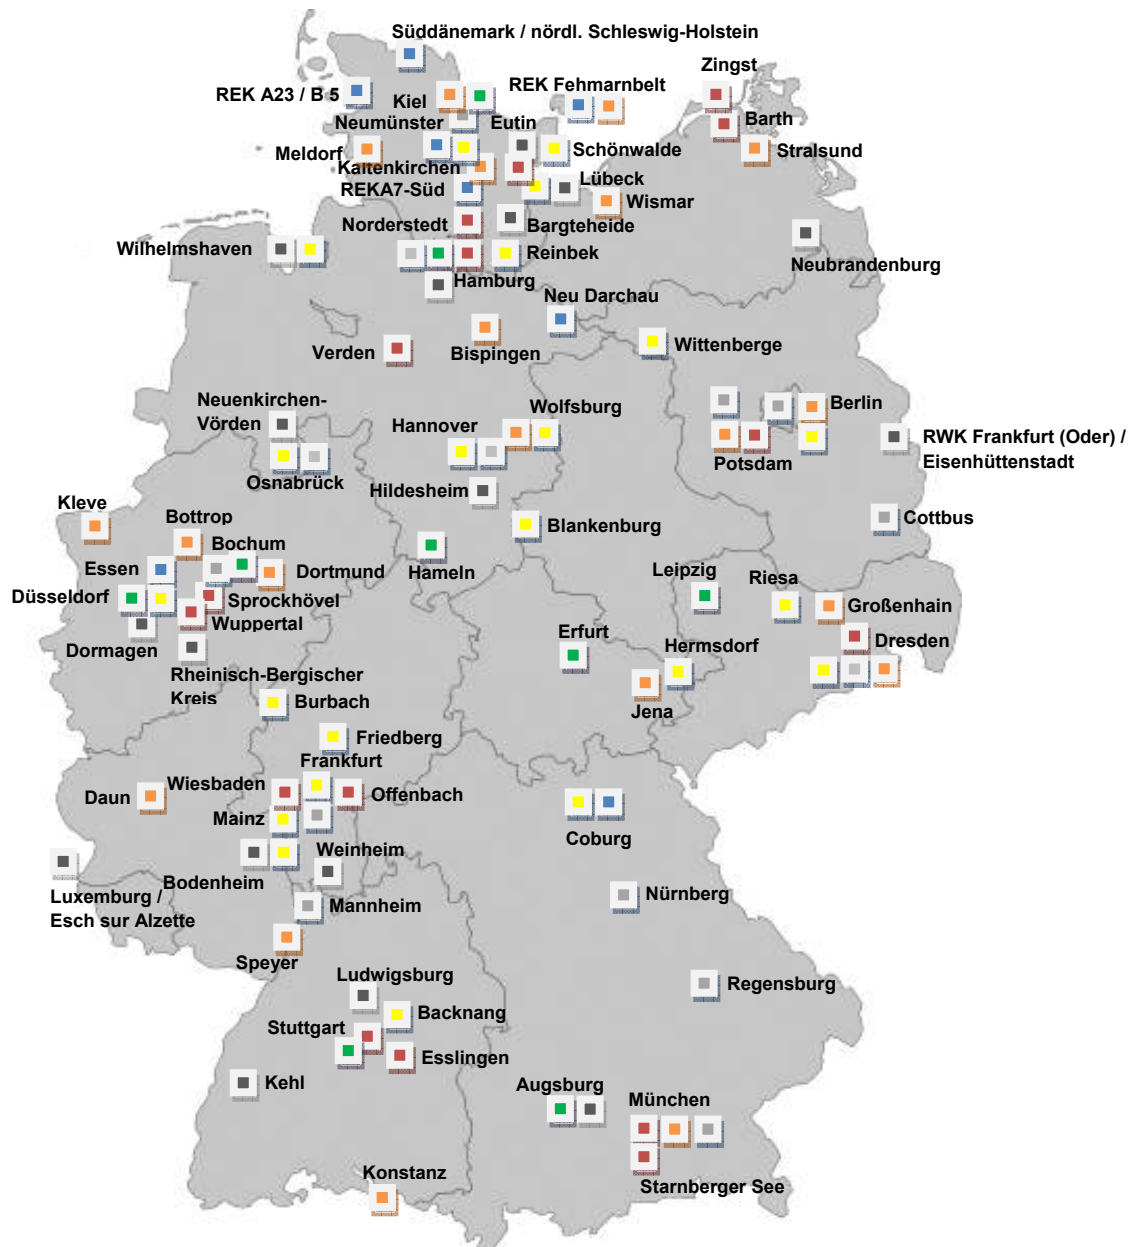 Süddänemark / nördl. Schleswig-Holstein
Zingst
REK A23 / B 5
REK Fehmarnbelt
Kiel
Barth
Neumünster
Eutin
Meldorf
Schönwalde
Stralsund
Kaltenkirchen
REKA7-Süd
Lübeck
Wismar
Norderstedt
Bargteheide
Wilhelmshaven
Reinbek
Neubrandenburg
Hamburg
Neu Darchau
Verden
Bispingen
Wittenberge
Neuenkirchen-
Vörden
Wolfsburg
Hannover
Berlin
RWK Frankfurt (Oder) /
Eisenhüttenstadt
Potsdam
Osnabrück
Hildesheim
Kleve
Cottbus
Bottrop
Blankenburg
Bochum
Essen
Dortmund
Hameln
Leipzig
Riesa
Düsseldorf
Sprockhövel
Großenhain
Wuppertal
Erfurt
Hermsdorf
Dresden
Dormagen
Rheinisch-Bergischer
Kreis
Burbach
Jena
Friedberg
Frankfurt
Wiesbaden
Daun
Offenbach
Mainz
Coburg
Weinheim
Bodenheim
Luxemburg /
Esch sur Alzette
Nürnberg
Mannheim
Speyer
Ludwigsburg
Regensburg
Backnang
Stuttgart
Esslingen
Kehl
Augsburg
München
Konstanz
Starnberger See